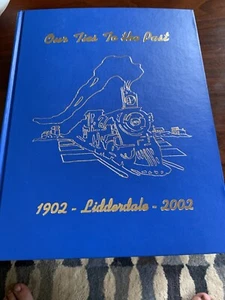 Our Ties To the Past
1902 - Lidderdale - 2002